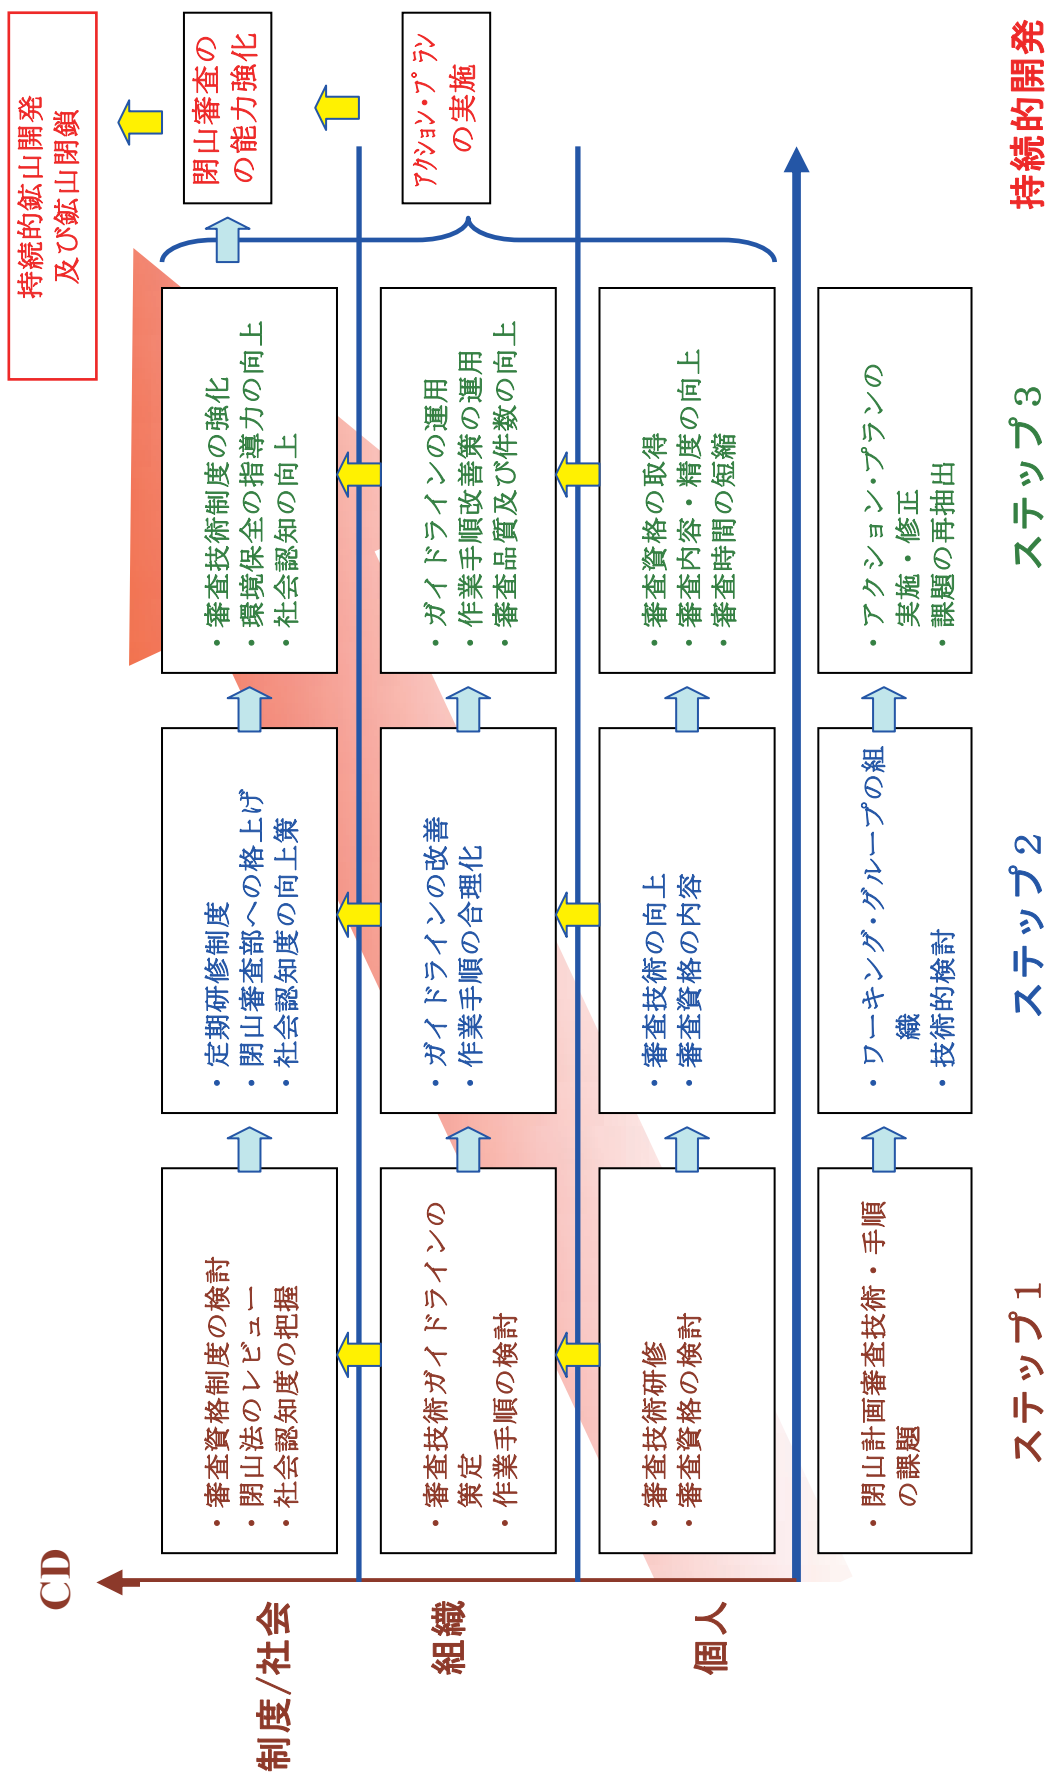 CD
持続的鉱山開発
及び鉱山閉鎖
閉山審査の
の能力強化
アクション・プラン
の実施
制度/社会
・審査資格制度の検討
・閉山法のレビュー
・社会認知度の把握
・定期研修制度
・閉山審査部への格上げ
・社会認知度の向上策
・審査技術制度の強化
・環境保全の指導力の向上
・社会認知の向上
組織
・審査技術ガイドラインの
策定
・作業手順の検討
・ガイドラインの改善
・作業手順の合理化
・ガイドラインの運用
・作業手順改善策の運用
・審査品質及び件数の向上
個人
・審査技術研修
・審査資格の検討
・審査技術の向上
・審査資格の内容
・審査資格の取得
・審査内容・精度の向上
・審査時間の短縮
・閉山計画審査技術・手順
の課題
・ワーキング・グループの組
織
・技術的検討
・アクション・プランの
実施・修正
・課題の再抽出
ステップ1
ステップ2
ステップ3
持続的開発